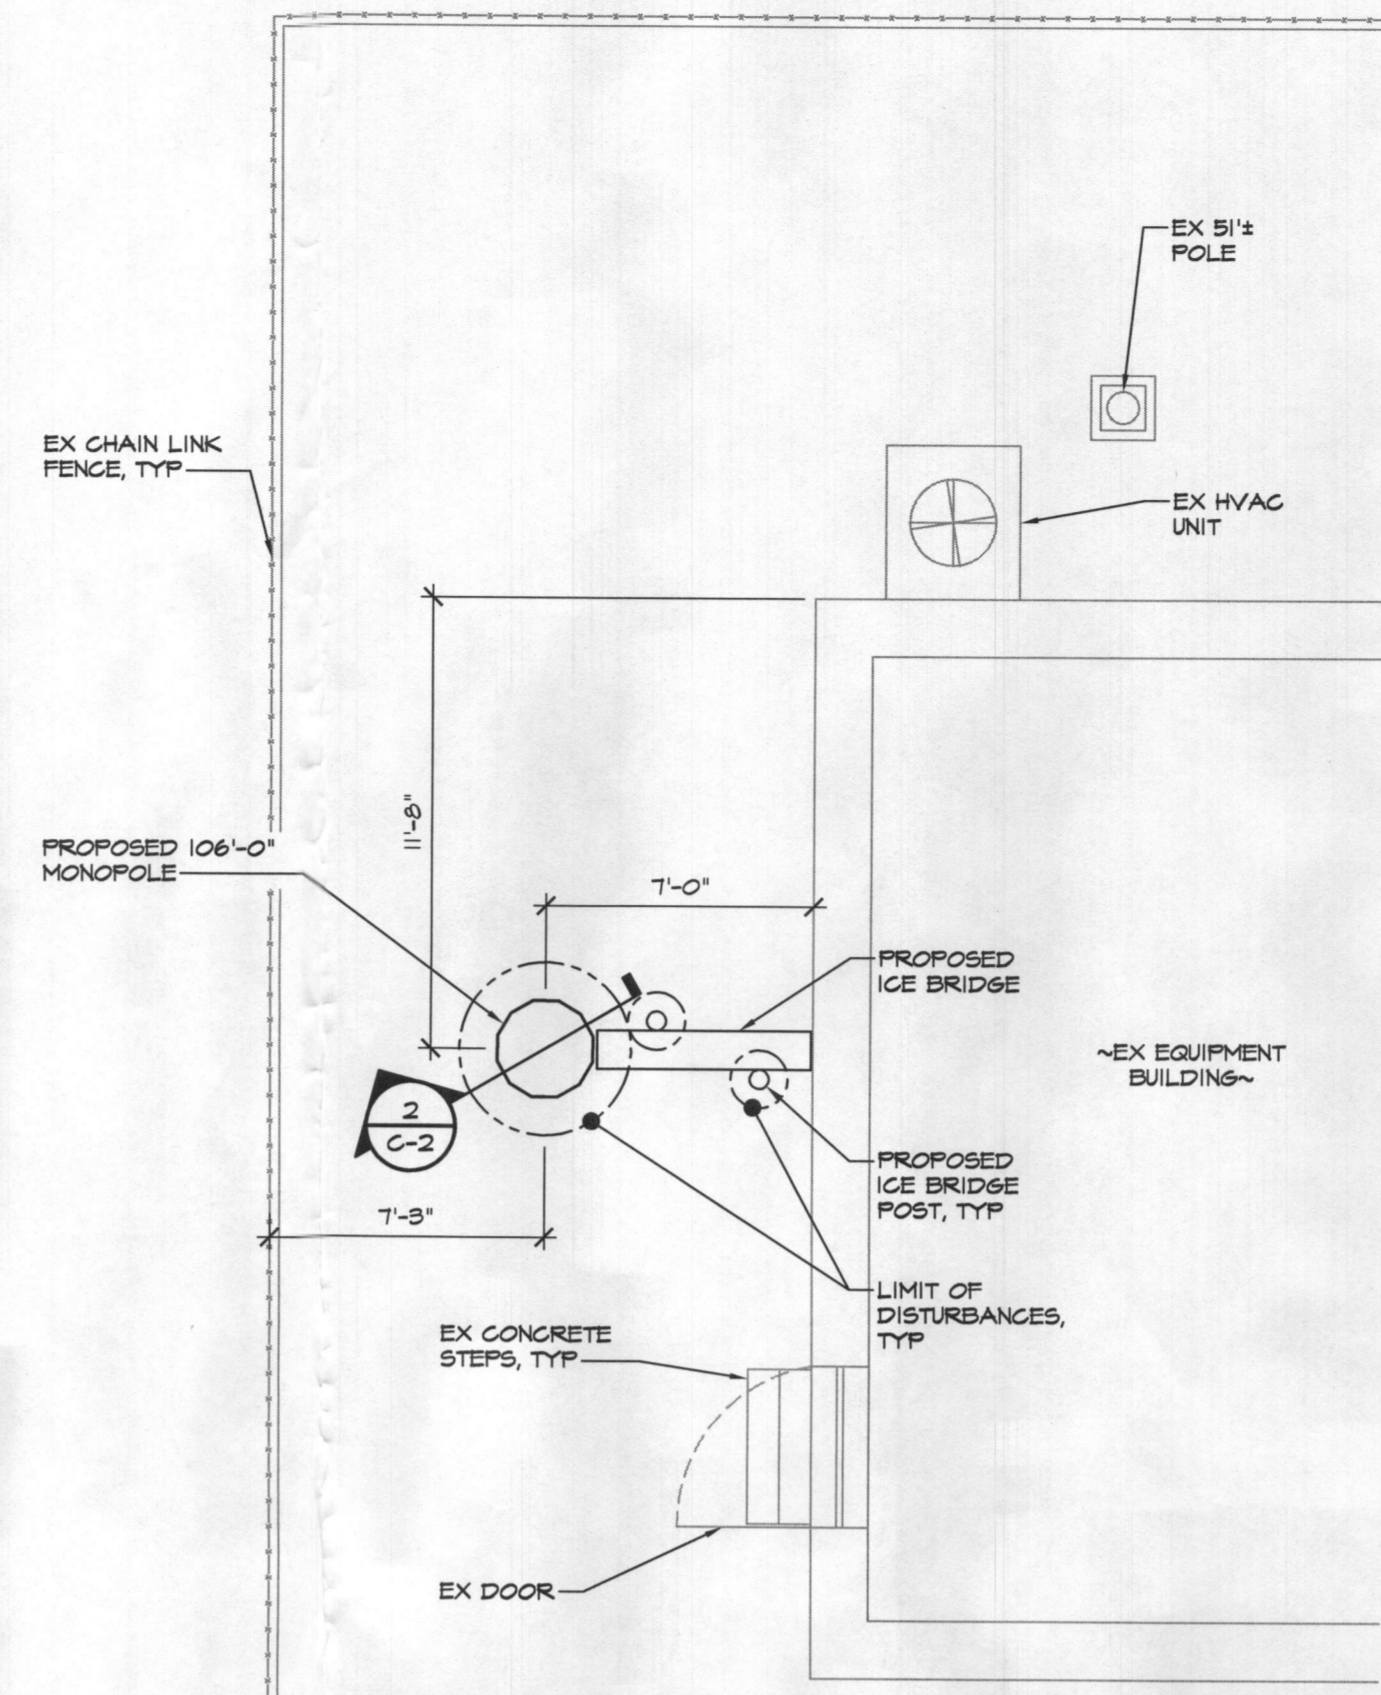 EX 51'±
POLE
EX CHAIN LINK
FENCE, TYP
EX HVAC
UNIT
11'-8"
PROPOSED 106'-0"
MONOPOLE
7'-0"
PROPOSED
ICE BRIDGE
~EX EQUIPMENT
BUILDING~
2
C-2
PROPOSED
ICE BRIDGE
POST, TYP
7'-3"
LIMIT OF
DISTURBANCES,
TYP
EX CONCRETE
STEPS, TYP
EX DOOR